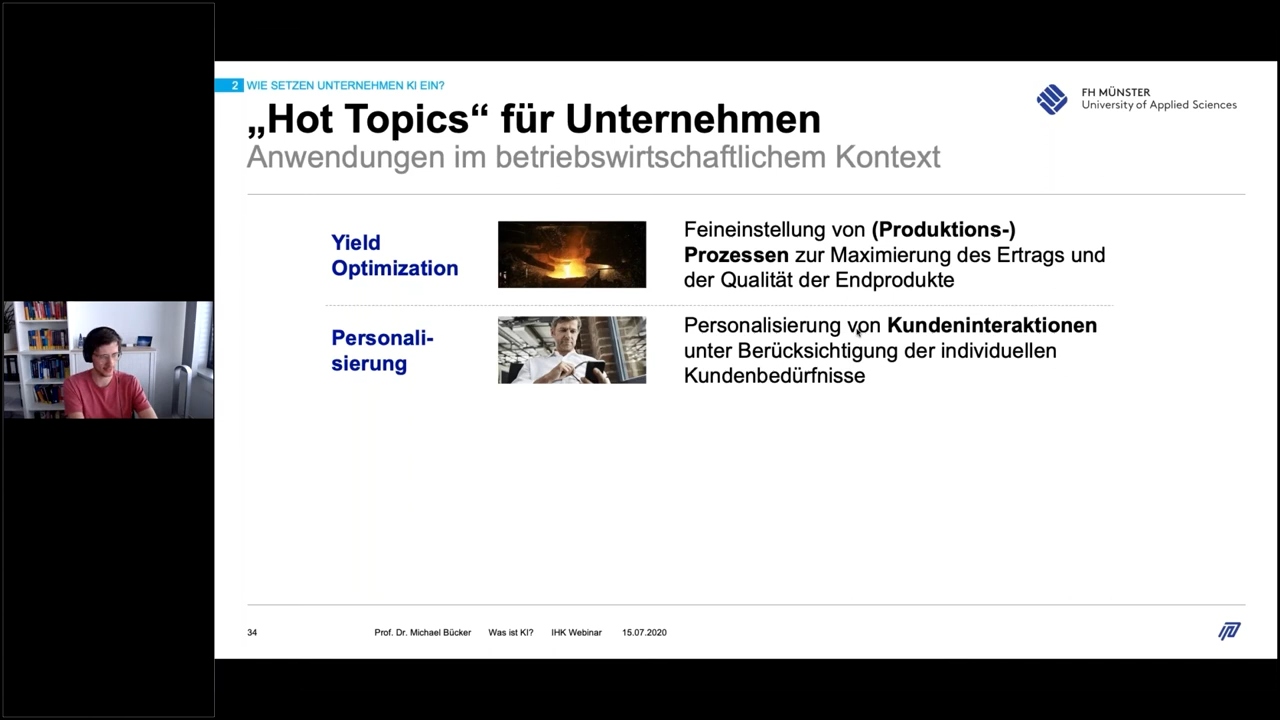 2 WIE SETZEN UNTERNEHMEN KI EIN?
„Hot Topics“ für Unternehmen
Anwendungen im betriebswirtschaftlichem Kontext
FH MÜNSTER
University of Applied Sciences
Yield
Optimization
Feineinstellung von (Produktions-)
Prozessen zur Maximierung des Ertrags und
der Qualität der Endprodukte
Personali-
sierung
Personalisierung von Kundeninteraktionen
unter Berücksichtigung der individuellen
Kundenbedürfnisse
34 Prof. Dr. Michael Bücker Was ist KI? IHK Webinar 15.07.2020